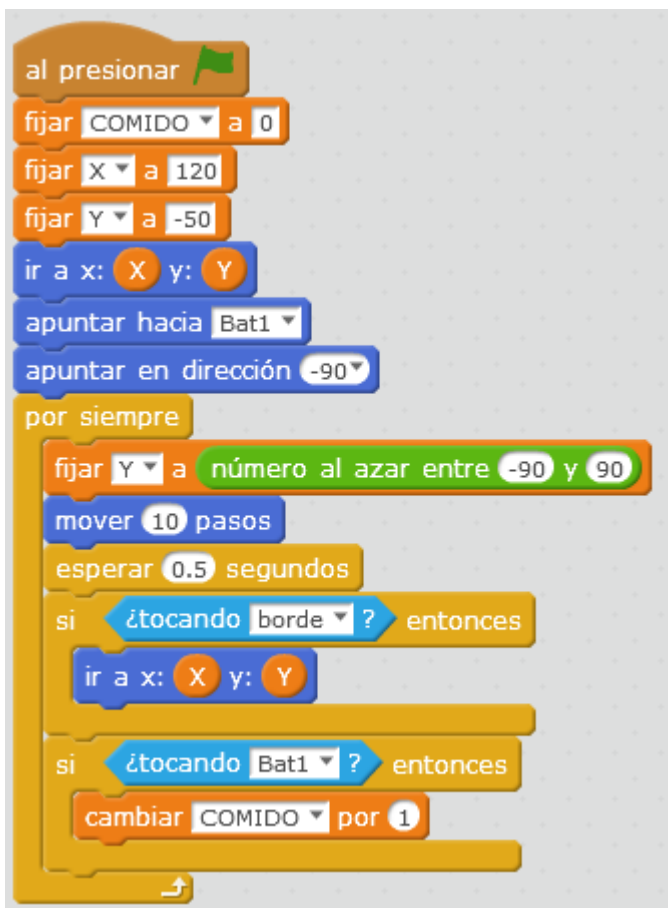 al presionar
fijar COMIDO a 0
fijar X a 120
fijar Y a -50
ir a x: X y: Y
apuntar hacia Bat1
apuntar en dirección -90
por siempre
fijar Y a número al azar entre -90 y 90
mover 10 pasos
esperar 0.5 segundos
si ¿tocando borde ? entonces
ir a x: X y: Y
si ¿tocando Bat1 ? entonces
cambiar COMIDO por 1